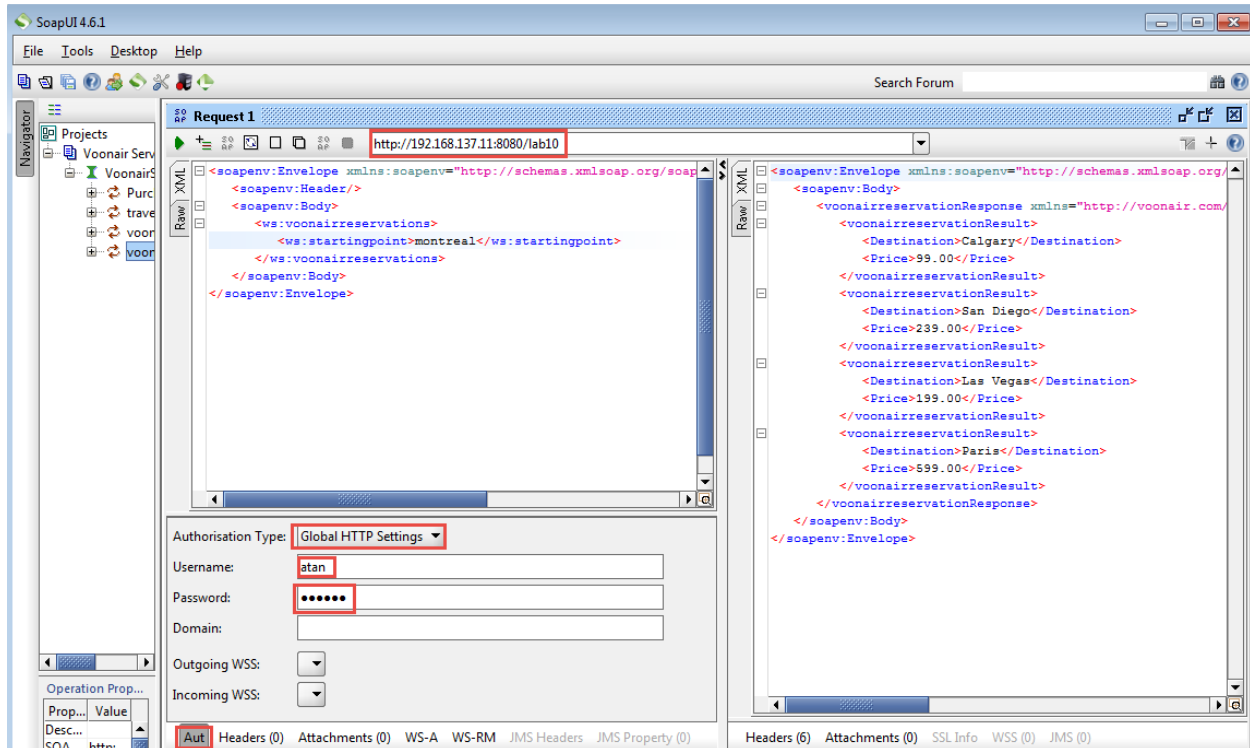 SoapUI 4.6.1
File Tools Desktop Help
Search Forum
Navigator
Projects
Voonair Serv
VoonairS
Purc
trave
voon
voon
Operation Prop...
Prop... Value
Desc...
Request 1
http://192.168.137.11:8080/lab10
XML
Raw
<soapenv:Envelope xmlns:soapenv="http://schemas.xmlsoap.org/soap
<soapenv:Header/>
<soapenv:Body>
<ws:voonairreservations>
<ws:startingpoint>montreal</ws:startingpoint>
</ws:voonairreservations>
</soapenv:Body>
</soapenv:Envelope>
Authorisation Type: Global HTTP Settings
Username: atan
Password: ●●●●●●
Domain:
Outgoing WSS:
Incoming WSS:
Aut Headers (0) Attachments (0) WS-A WS-RM JMS Headers JMS Property (0)
XML
Raw
<soapenv:Envelope xmlns:soapenv="http://schemas.xmlsoap.org/
<soapenv:Body>
<voonairreservationResponse xmlns="http://voonair.com/
<voonairreservationResult>
<Destination>Calgary</Destination>
<Price>99.00</Price>
</voonairreservationResult>
<voonairreservationResult>
<Destination>San Diego</Destination>
<Price>239.00</Price>
</voonairreservationResult>
<voonairreservationResult>
<Destination>Las Vegas</Destination>
<Price>199.00</Price>
</voonairreservationResult>
<voonairreservationResult>
<Destination>Paris</Destination>
<Price>599.00</Price>
</voonairreservationResult>
</voonairreservationResponse>
</soapenv:Body>
</soapenv:Envelope>
Headers (6) Attachments (0) SSL Info WSS (0) JMS (0)